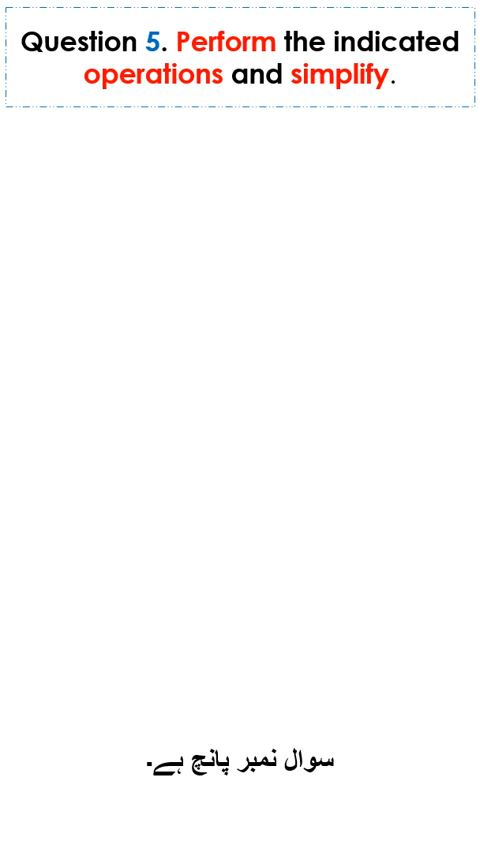 Question 5. Perform the indicated
operations and simplify.
سوال نمبر پانچ ہے۔